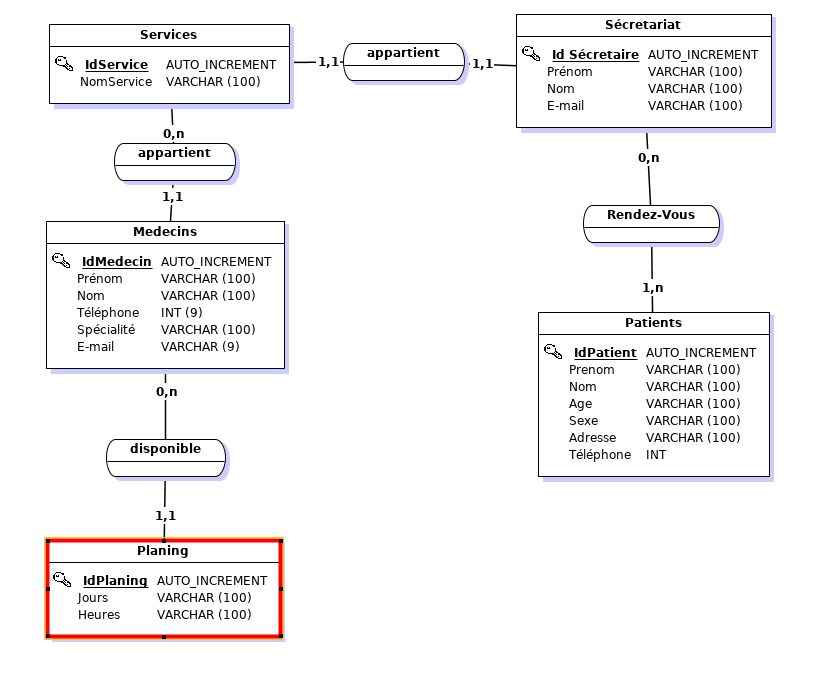 Services
IdService AUTO_INCREMENT
NomService VARCHAR (100)
1,1
appartient
1,1
Sécretariat
Id Sécretaire AUTO_INCREMENT
Prénom VARCHAR (100)
Nom VARCHAR (100)
E-mail VARCHAR (100)
0,n
appartient
1,1
Medecins
IdMedecin AUTO_INCREMENT
Prénom VARCHAR (100)
Nom VARCHAR (100)
Téléphone INT (9)
Spécialité VARCHAR (100)
E-mail VARCHAR (9)
0,n
Rendez-Vous
1,n
Patients
IdPatient AUTO_INCREMENT
Prenom VARCHAR (100)
Nom VARCHAR (100)
Age VARCHAR (100)
Sexe VARCHAR (100)
Adresse VARCHAR (100)
Téléphone INT
0,n
disponible
1,1
Planing
IdPlaning AUTO_INCREMENT
Jours VARCHAR (100)
Heures VARCHAR (100)